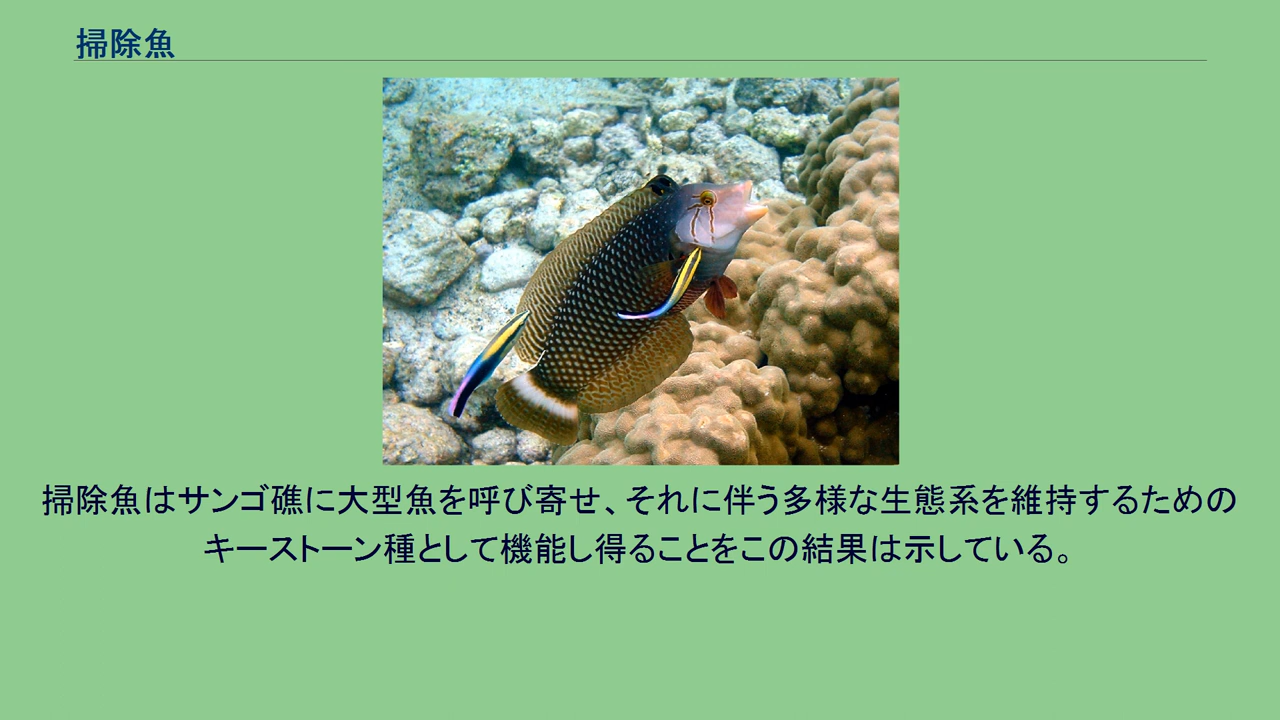 掃除魚
掃除魚はサンゴ礁に大型魚を呼び寄せ、それに伴う多様な生態系を維持するための
キーストーン種として機能し得ることをこの結果は示している。